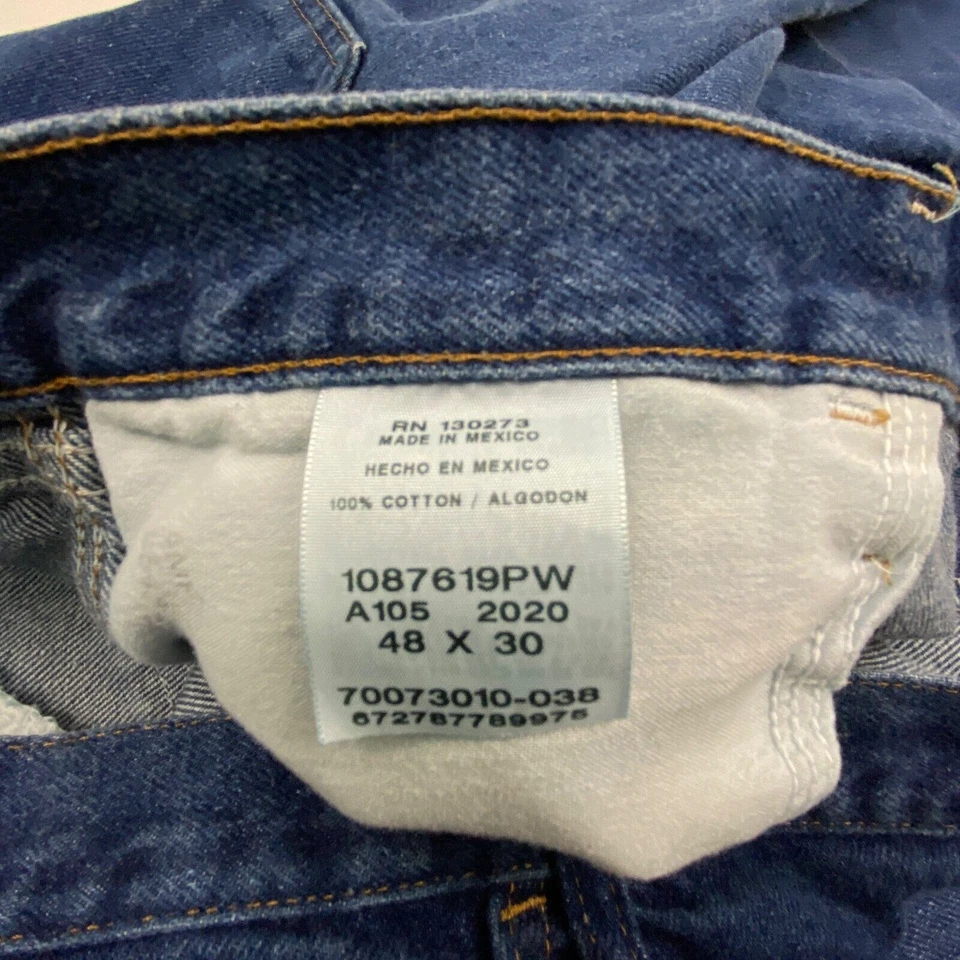 RN 130273
MADE IN MEXICO
HECHO EN MEXICO
100% COTTON / ALGODON
1087619PW
A105 2020
48 X 30
70073010-038
672787789975